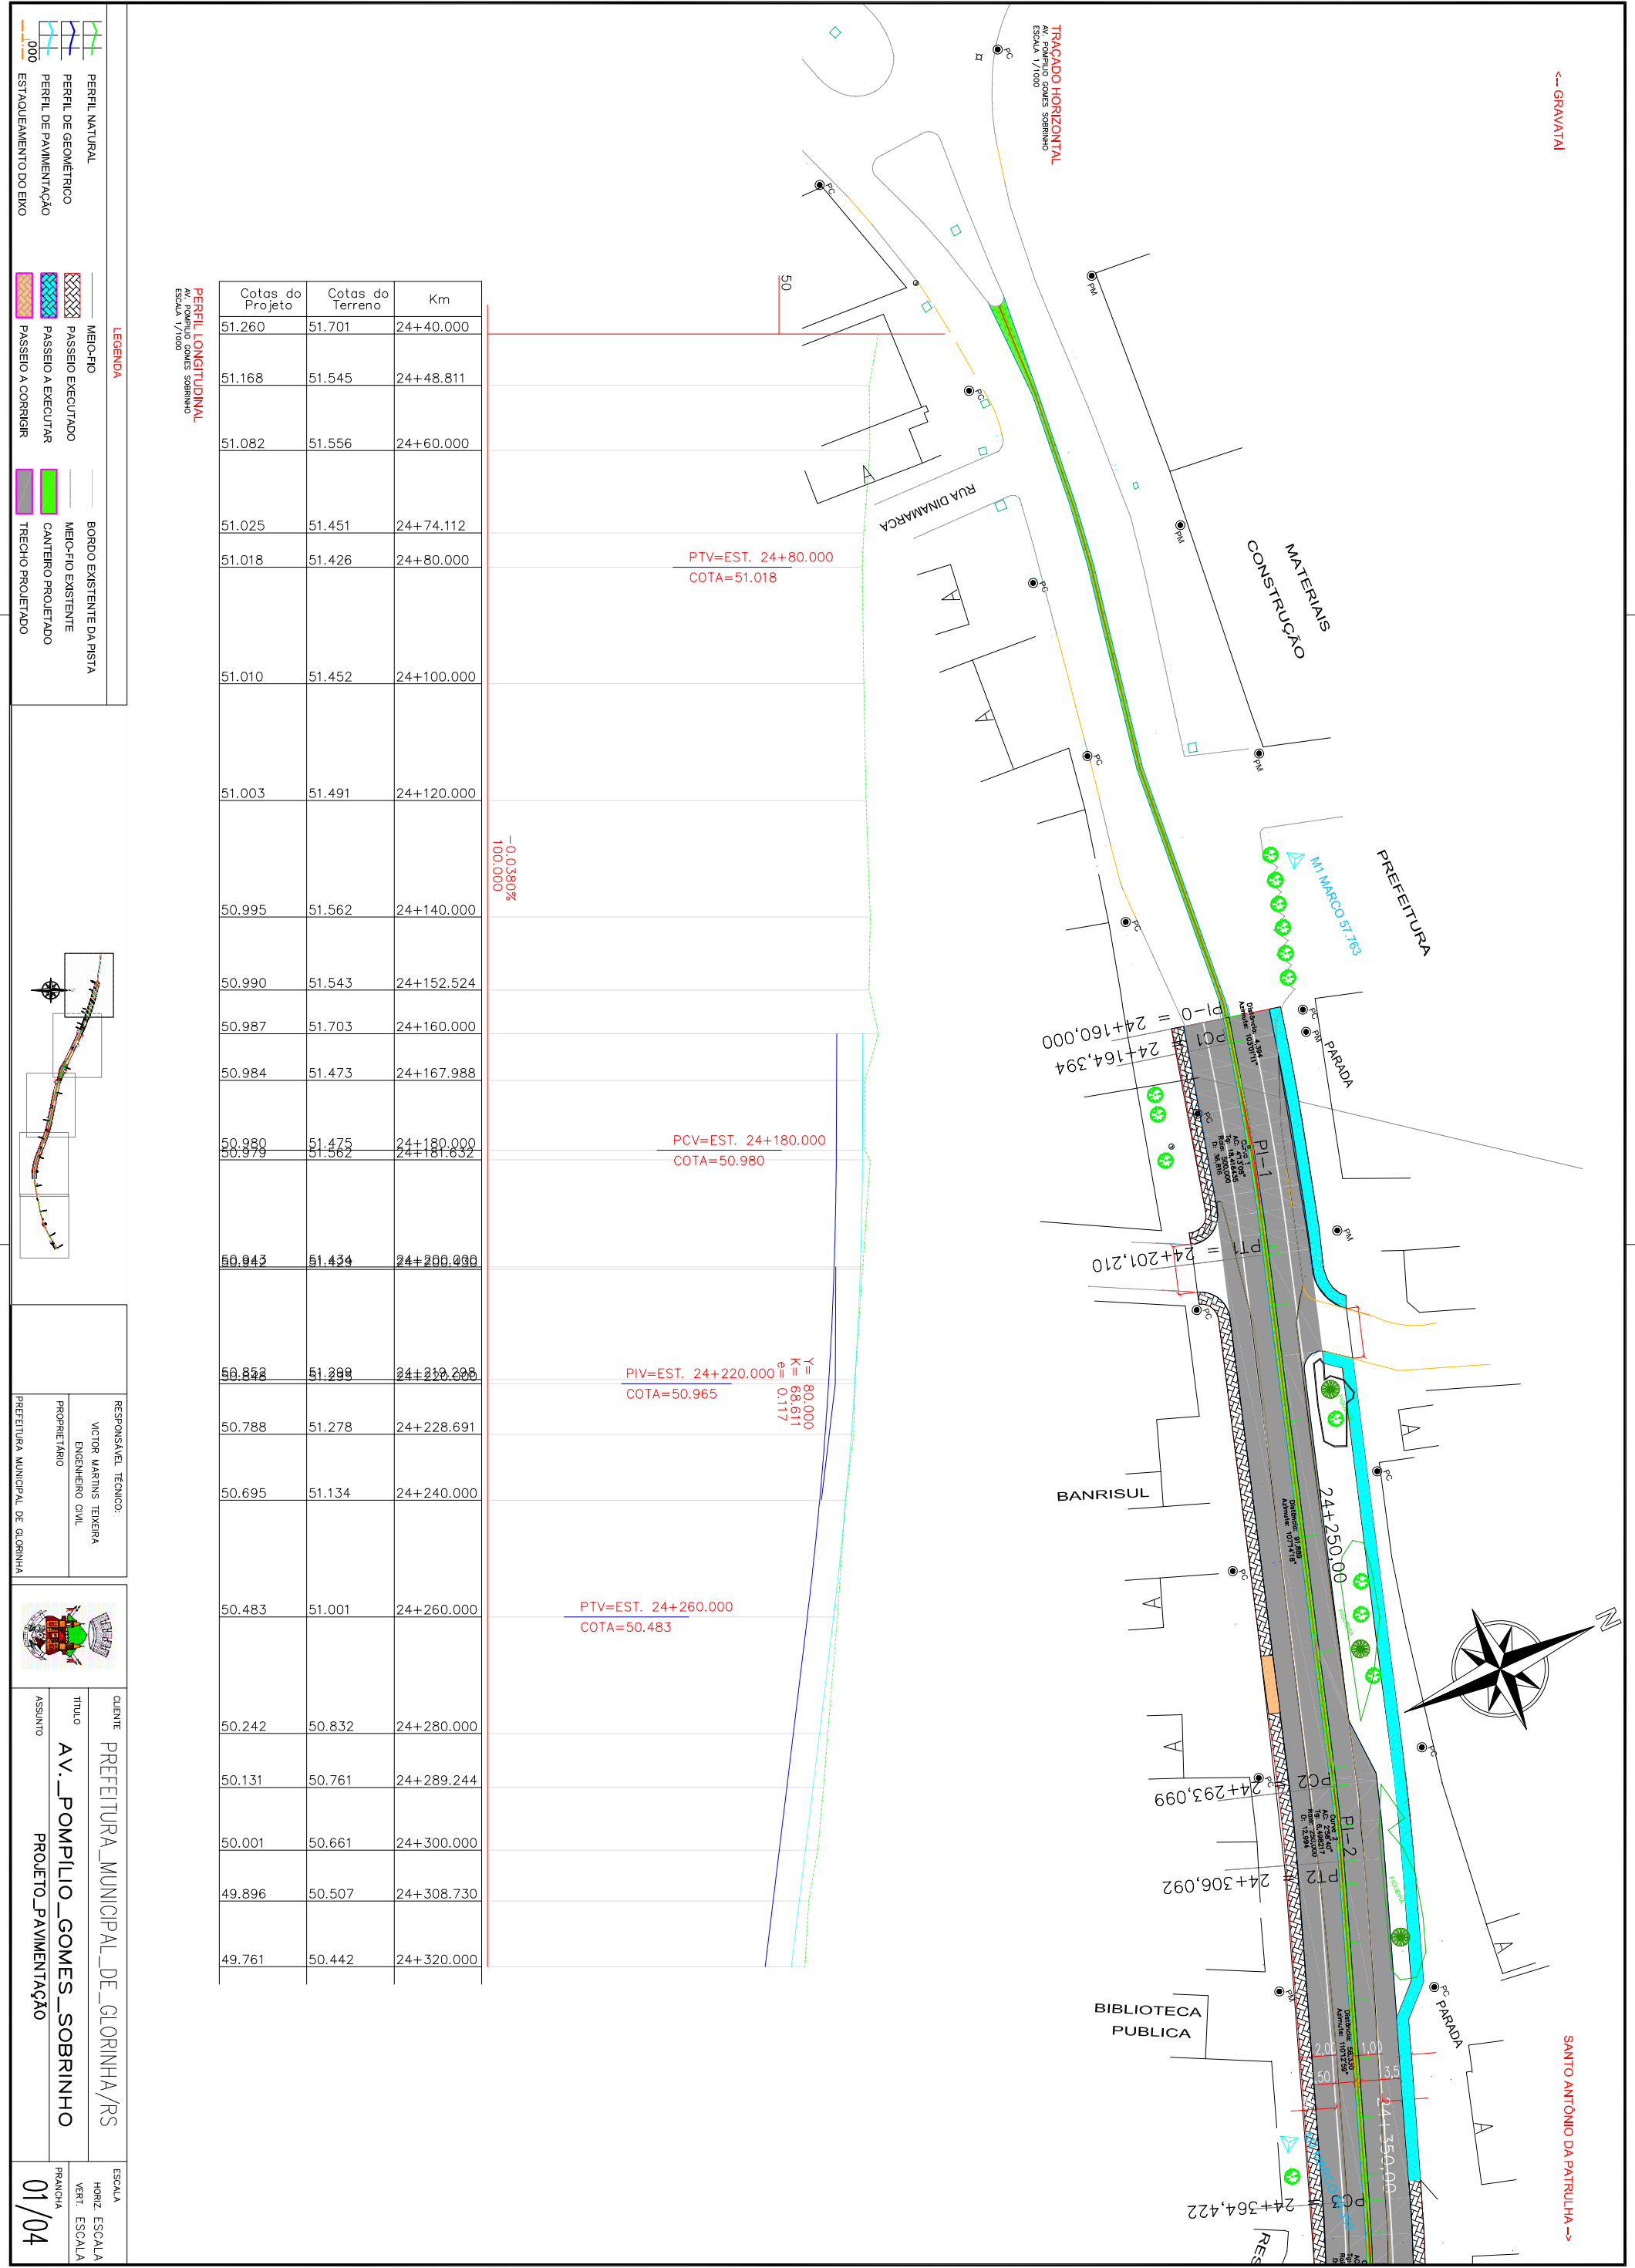 <-- GRAVATAÍ
SANTO ANTÔNIO DA PATRULHA -->
TRAÇADO HORIZONTAL
AV. POMPILIO GOMES SOBRINHO
ESCALA 1/1000
MATERIAIS
CONSTRUÇÃO
RUA DINAMARCA
PREFEITURA
M1 MARCO 57.763
PARADA
PI-0 = 24+160,000
PC1 = 24+164,394
PI-1
PT1 = 24+201,210
BANRISUL
24+250,00
N
PC2 = 24+293,099
PI-2
PT2 = 24+306,092
BIBLIOTECA
PUBLICA
PARADA
24+350,00
PC3 = 24+364,422
50
PTV=EST. 24+80.000
COTA=51.018
PCV=EST. 24+180.000
COTA=50.980
PIV=EST. 24+220.000
COTA=50.965
Y= 80.000
K= 68.611
e= 0.117
PTV=EST. 24+260.000
COTA=50.483
-0.0380%
100.000
Cotas do Projeto Cotas do Terreno Km
51.260 51.701 24+40.000
51.168 51.545 24+48.811
51.082 51.556 24+60.000
51.025 51.451 24+74.112
51.018 51.426 24+80.000
51.010 51.452 24+100.000
51.003 51.491 24+120.000
50.995 51.562 24+140.000
50.990 51.543 24+152.524
50.987 51.703 24+160.000
50.984 51.473 24+167.988
50.980 51.475 24+180.000
50.979 51.562 24+181.632
50.788 51.278 24+228.691
50.695 51.134 24+240.000
50.483 51.001 24+260.000
50.242 50.832 24+280.000
50.131 50.761 24+289.244
50.001 50.661 24+300.000
49.896 50.507 24+308.730
49.761 50.442 24+320.000
PERFIL LONGITUDINAL
AV. POMPILIO GOMES SOBRINHO
ESCALA 1/1000
LEGENDA
PERFIL NATURAL
PERFIL DE GEOMÉTRICO
PERFIL DE PAVIMENTAÇÃO
000 ESTAQUEAMENTO DO EIXO
MEIO-FIO
PASSEIO EXECUTADO
PASSEIO A EXECUTAR
PASSEIO A CORRIGIR
BORDO EXISTENTE DA PISTA
MEIO-FIO EXISTENTE
CANTEIRO PROJETADO
TRECHO PROJETADO
RESPONSÁVEL TÉCNICO:
VICTOR MARTINS TEIXEIRA
ENGENHEIRO CIVIL
PROPRIETÁRIO
PREFEITURA MUNICIPAL DE GLORINHA
CLIENTE
PREFEITURA_MUNICIPAL_DE_GLORINHA/RS
TITULO
AV._POMPÍLIO_GOMES_SOBRINHO
ASSUNTO
PROJETO_PAVIMENTAÇÃO
ESCALA
HORIZ. ESCALA
VERT. ESCALA
PRANCHA
01/04